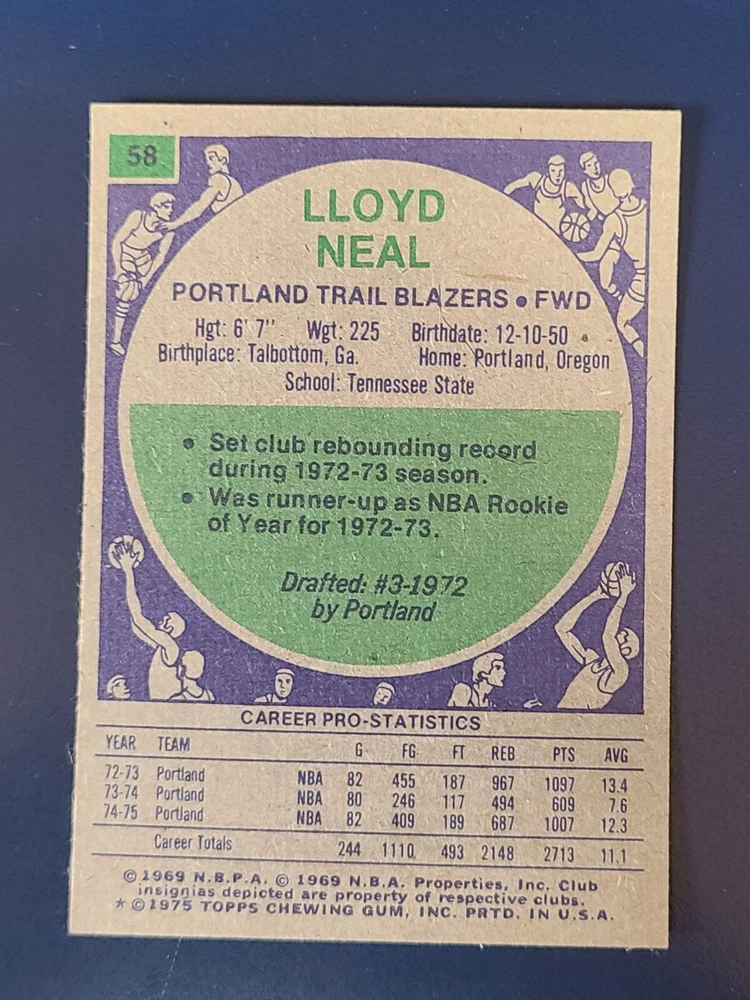 58
LLOYD
NEAL
PORTLAND TRAIL BLAZERS • FWD
Hgt: 6' 7" Wgt: 225 Birthdate: 12-10-50
Birthplace: Talbottom, Ga. Home: Portland, Oregon
School: Tennessee State
• Set club rebounding record
during 1972-73 season.
• Was runner-up as NBA Rookie
of Year for 1972-73.
Drafted: #3-1972
by Portland
CAREER PRO-STATISTICS
YEAR TEAM G FG FT REB PTS AVG
72-73 Portland NBA 82 455 187 967 1097 13.4
73-74 Portland NBA 80 246 117 494 609 7.6
74-75 Portland NBA 82 409 189 687 1007 12.3
Career Totals 244 1110 493 2148 2713 11.1
© 1969 N.B.P.A. © 1969 N.B.A. Properties, Inc. Club
insignias depicted are property of respective clubs.
* © 1975 TOPPS CHEWING GUM, INC. PRTD. IN U.S.A.